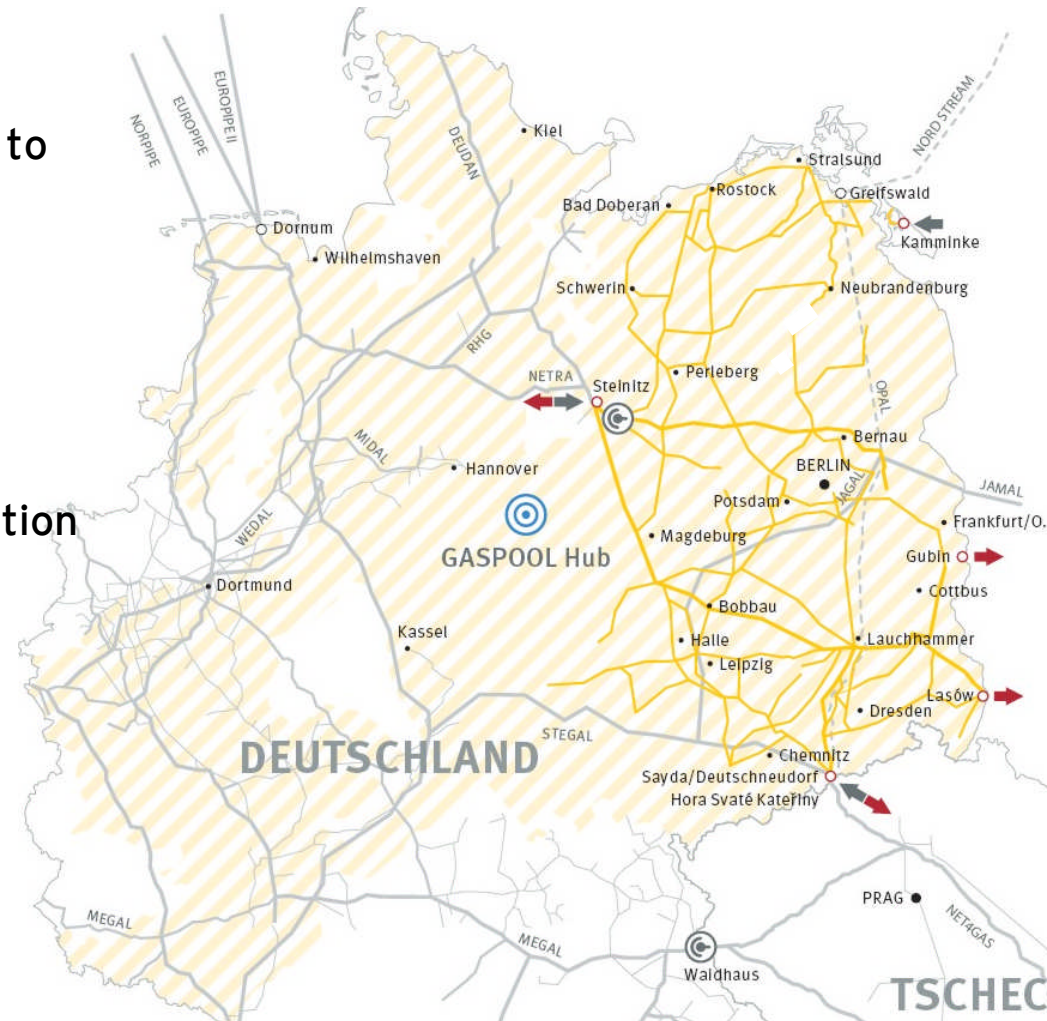 to
tion
NORPIPE
EUROPIPE
EUROPIPE II
DEUDAN
Kiel
NORD STREAM
Stralsund
Rostock
Greifswald
Bad Doberan
Kamminke
Dornum
Wilhelmshaven
Schwerin
Neubrandenburg
RHG
NETRA
Steinitz
Perleberg
OPAL
MIDAL
Hannover
Bernau
BERLIN
JAGAL
JAMAL
Potsdam
Frankfurt/O.
WEDAL
GASPOOL Hub
Magdeburg
Gubin
Dortmund
Cottbus
Bobbau
Kassel
Halle
Lauchhammer
Leipzig
Lasów
Dresden
STEGAL
DEUTSCHLAND
Chemnitz
Sayda/Deutschneudorf
Hora Svaté Kateřiny
PRAG
NET4GAS
MEGAL
MEGAL
Waidhaus
TSCHEC